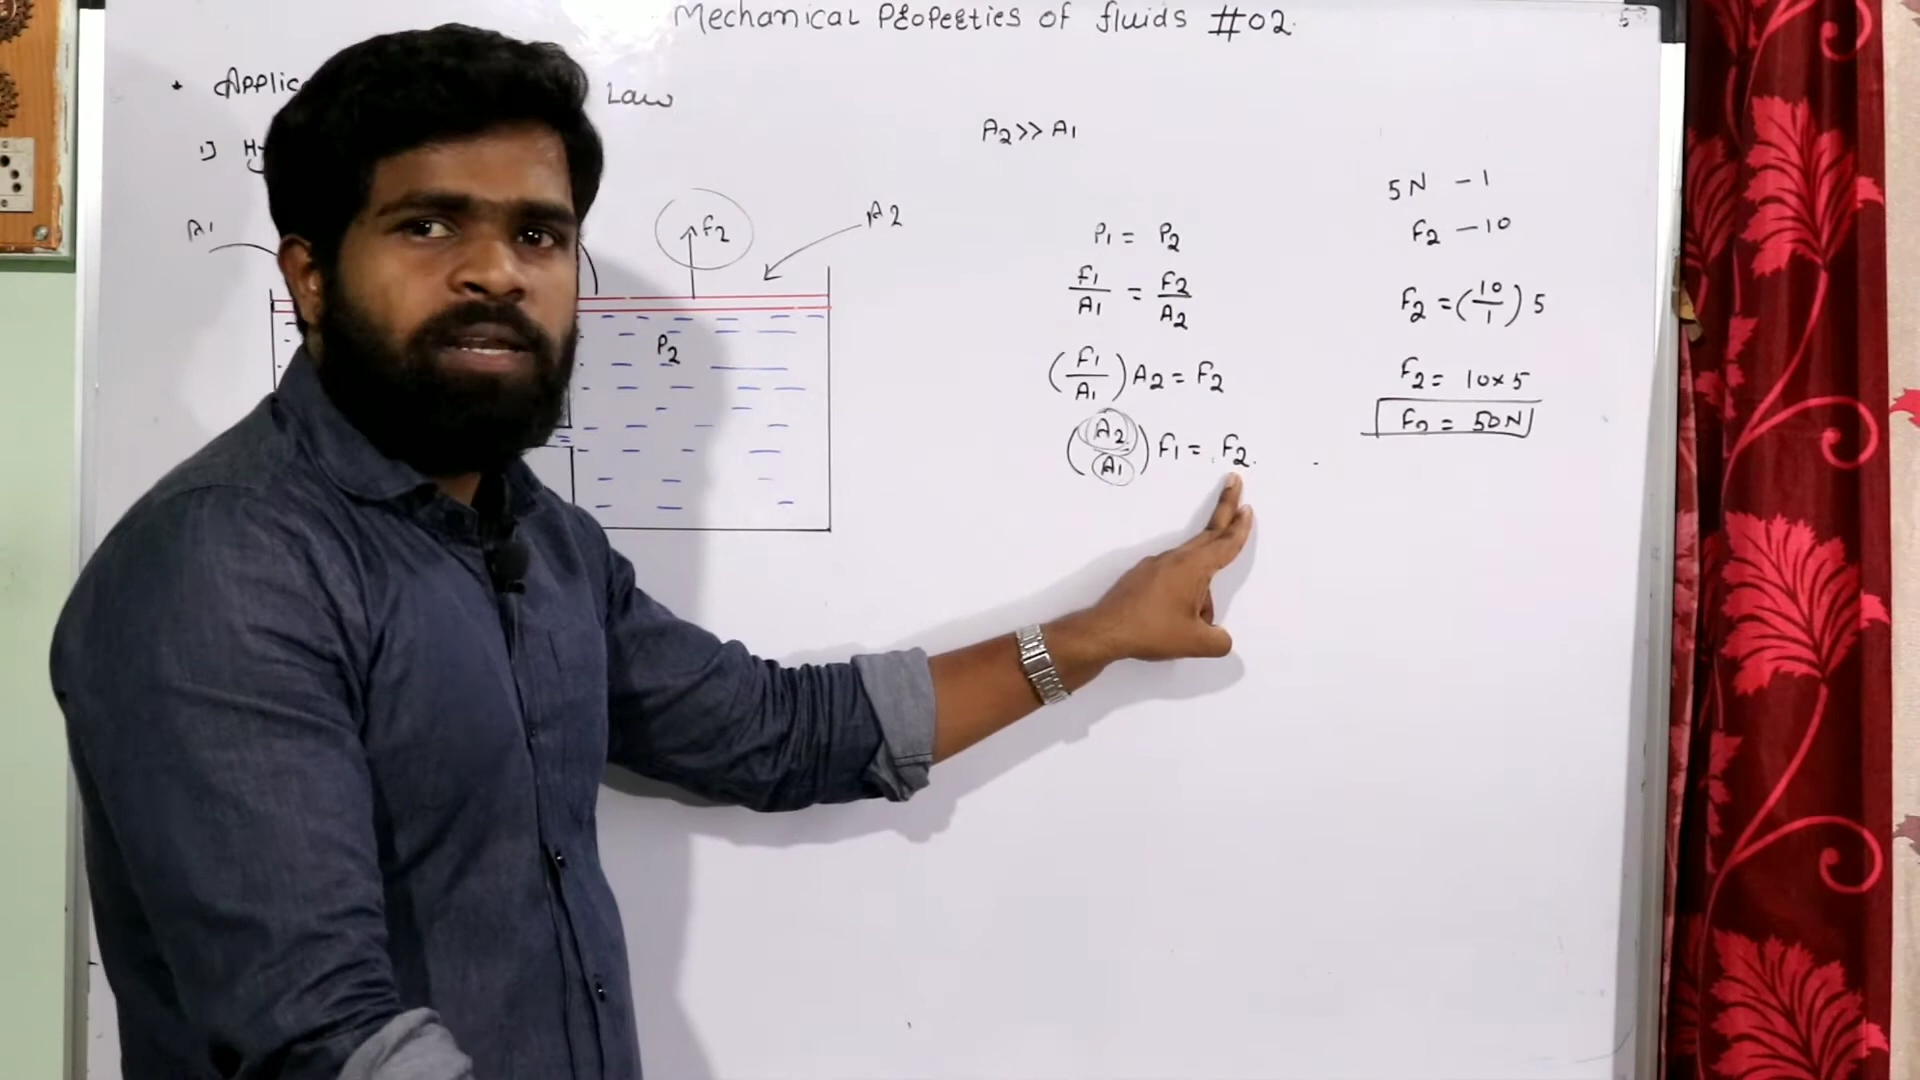 Mechanical Properties of fluids #02.
* Applic Law
1) Hy
A1
F2
A2
P2
A2 >> A1
P1 = P2
F1/A1 = F2/A2
(F1/A1) A2 = F2
(A2/A1) F1 = F2
5N - 1
F2 - 10
F2 = (10/1) 5
F2 = 10 × 5
F2 = 50N